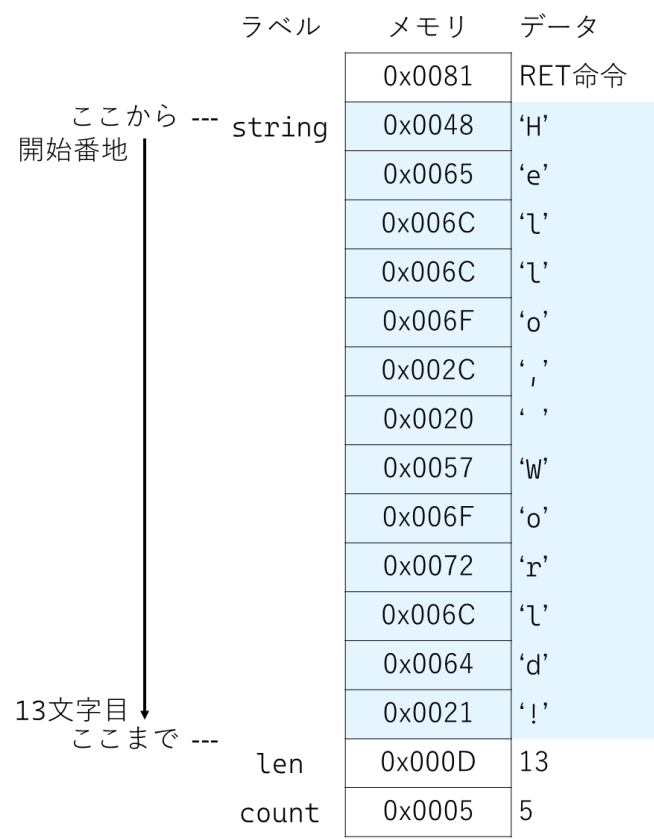 ラベル メモリ データ
0x0081 RET命令
ここから --- string 0x0048 ‘H’
開始番地
0x0065 ‘e’
0x006C ‘l’
0x006C ‘l’
0x006F ‘o’
0x002C ‘,’
0x0020 ‘ ’
0x0057 ‘W’
0x006F ‘o’
0x0072 ‘r’
0x006C ‘l’
0x0064 ‘d’
13文字目 0x0021 ‘!’
ここまで ---
len 0x000D 13
count 0x0005 5